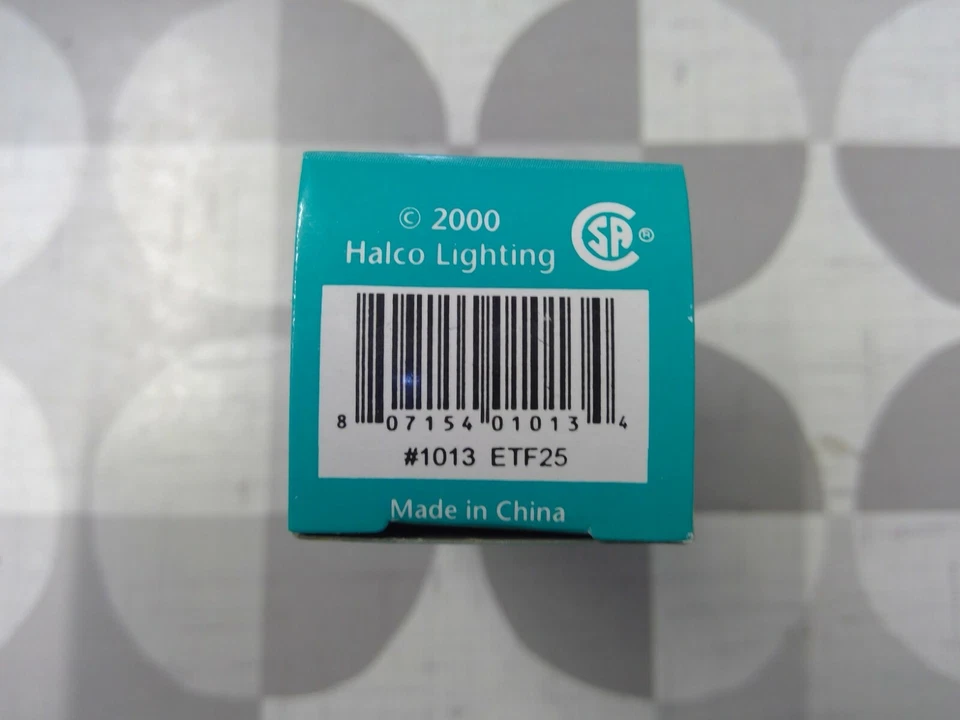 © 2000
Halco Lighting
CSA®
8 07154 01013 4
#1013 ETF25
Made in China